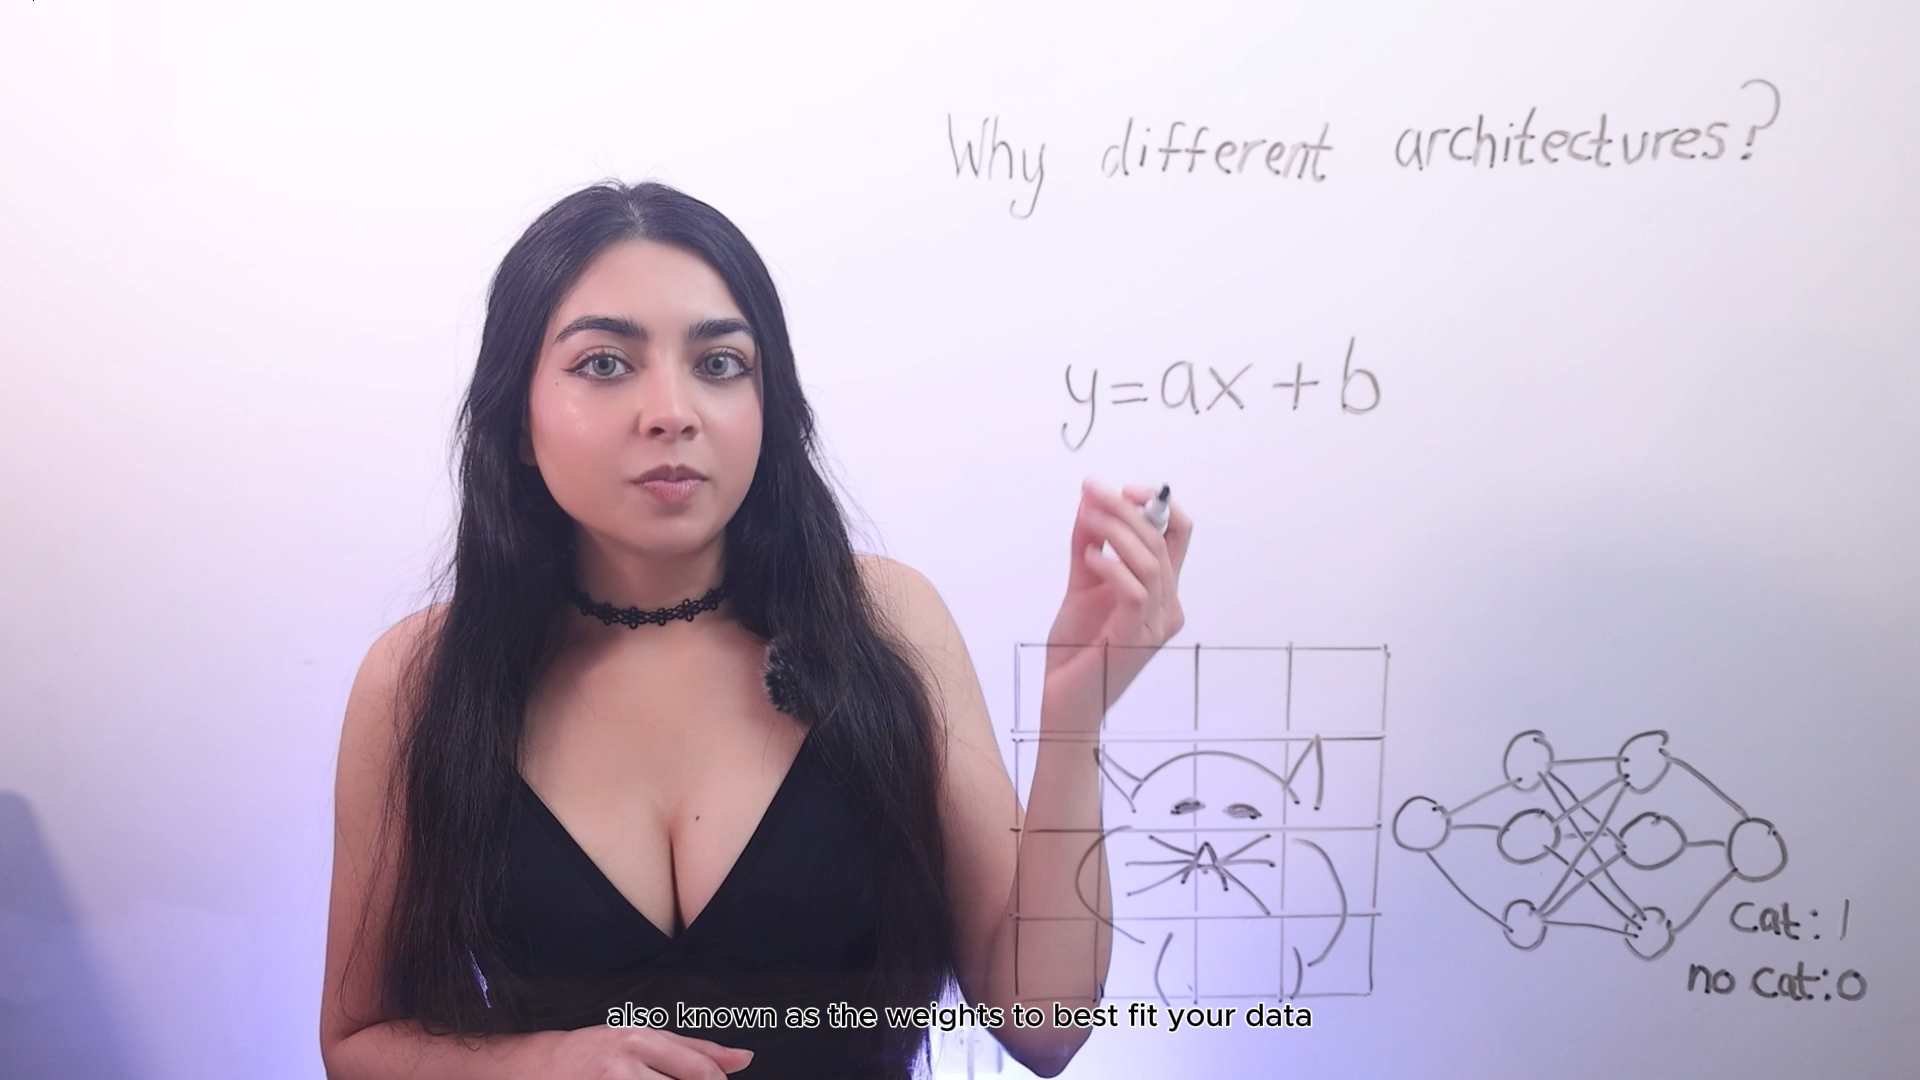 Why different architectures?
y=ax+b
cat: 1
no cat: 0
also known as the weights to best fit your data